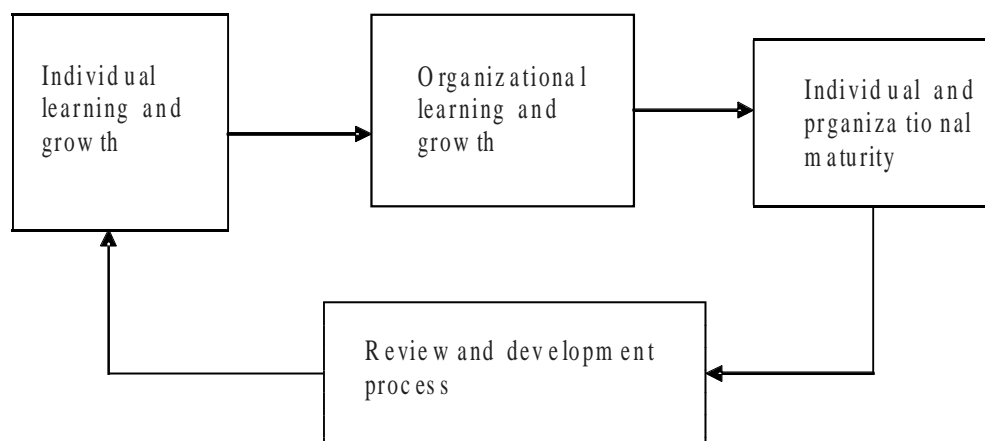 Individual
learning and
growth
Organizational
learning and
growth
Individual and
prganizational
maturity
Review and development
process